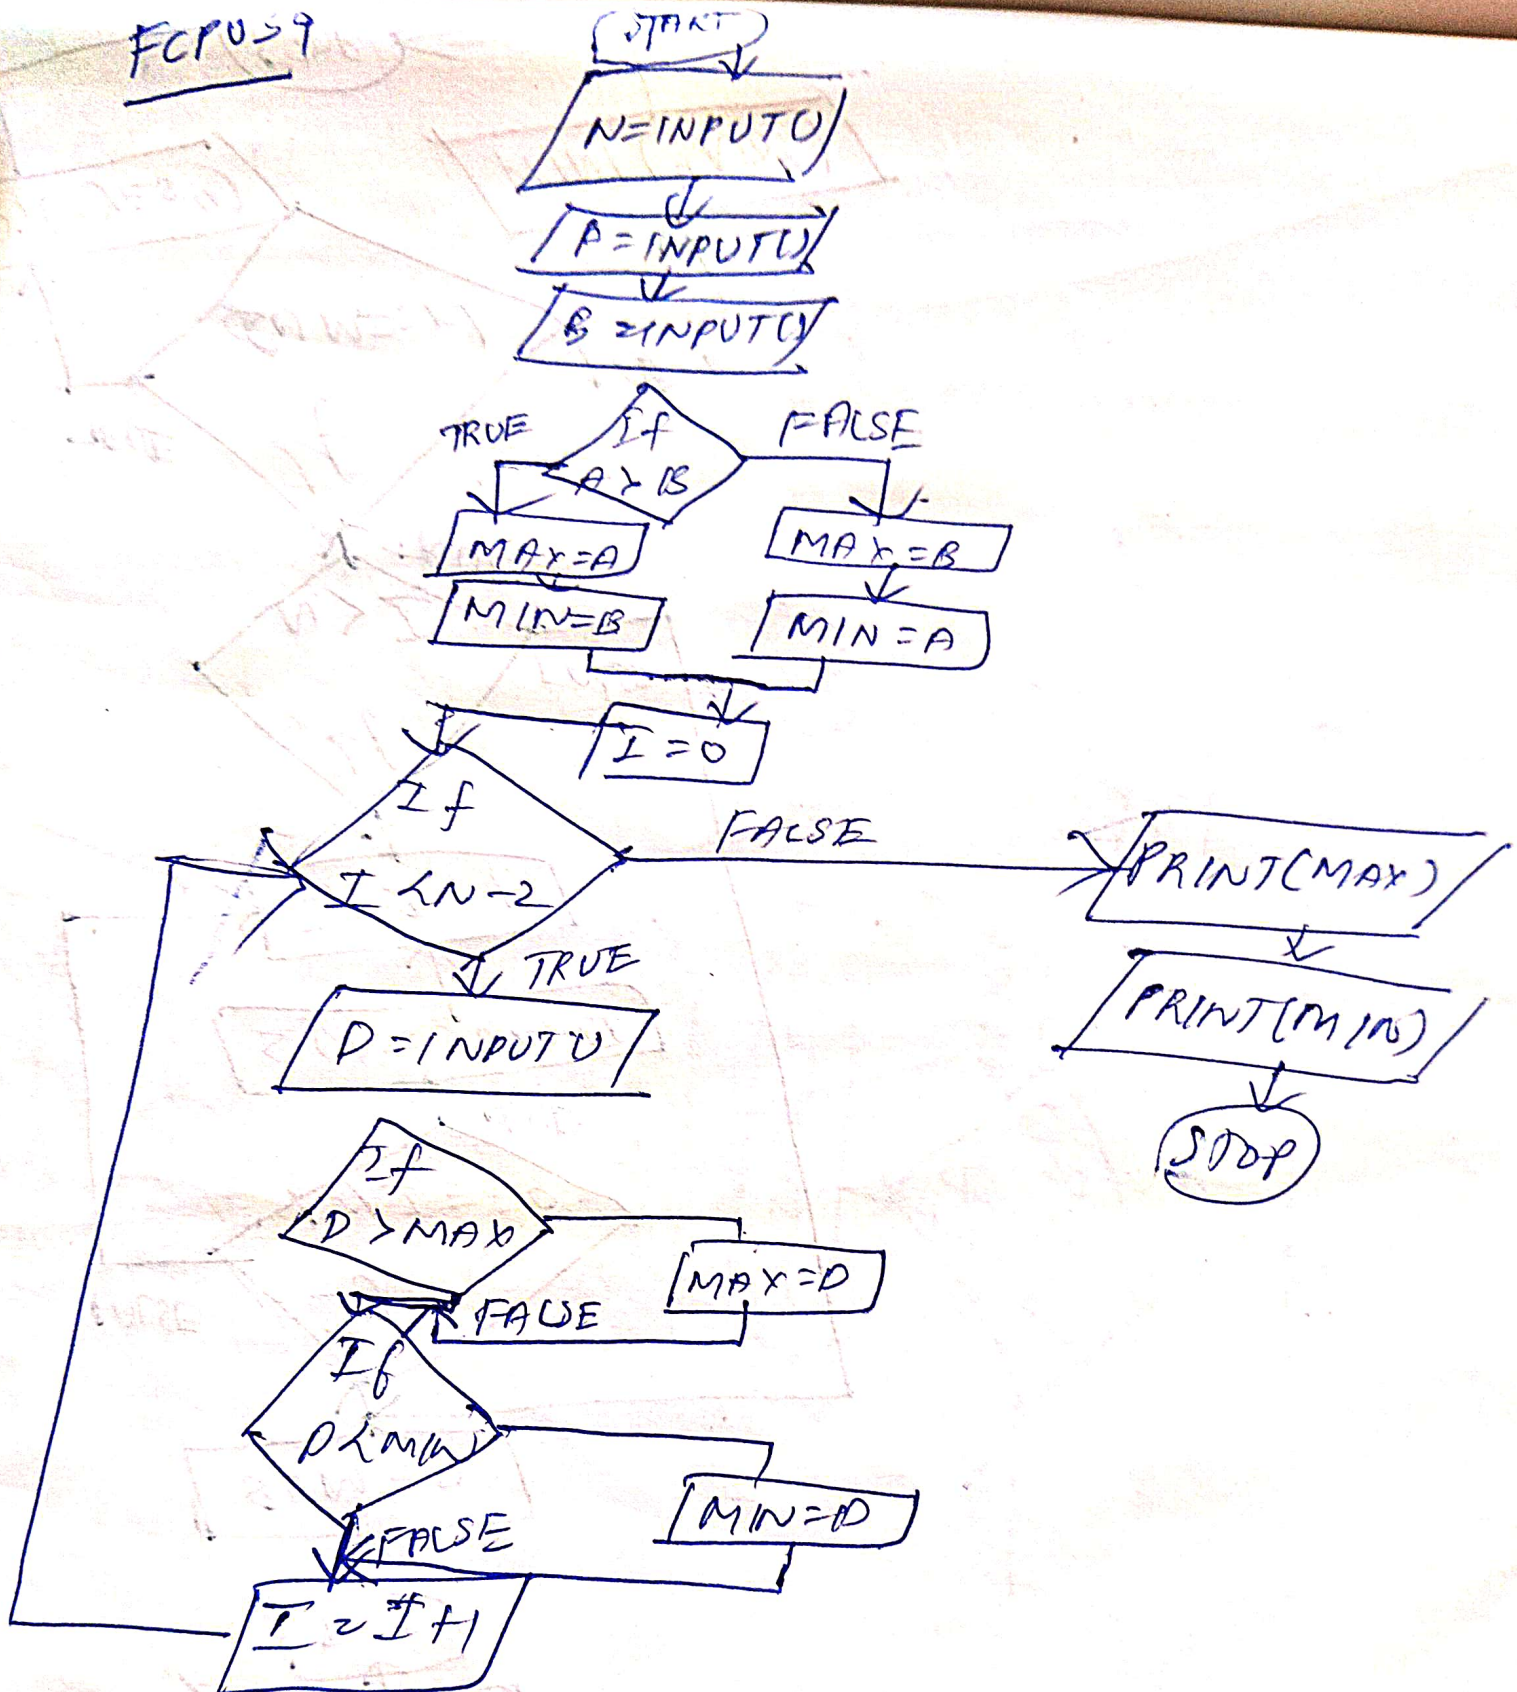 FCPU59
START
N=INPUT()
A=INPUT()
B=INPUT()
If
A>B
TRUE
FALSE
MAX=A
MIN=B
MAX=B
MIN=A
I=0
If
I<N-2
FALSE
PRINT(MAX)
PRINT(MIN)
STOP
TRUE
D=INPUT()
If
D>MAX
MAX=D
FALSE
If
D<MIN
MIN=D
FALSE
I=I+1